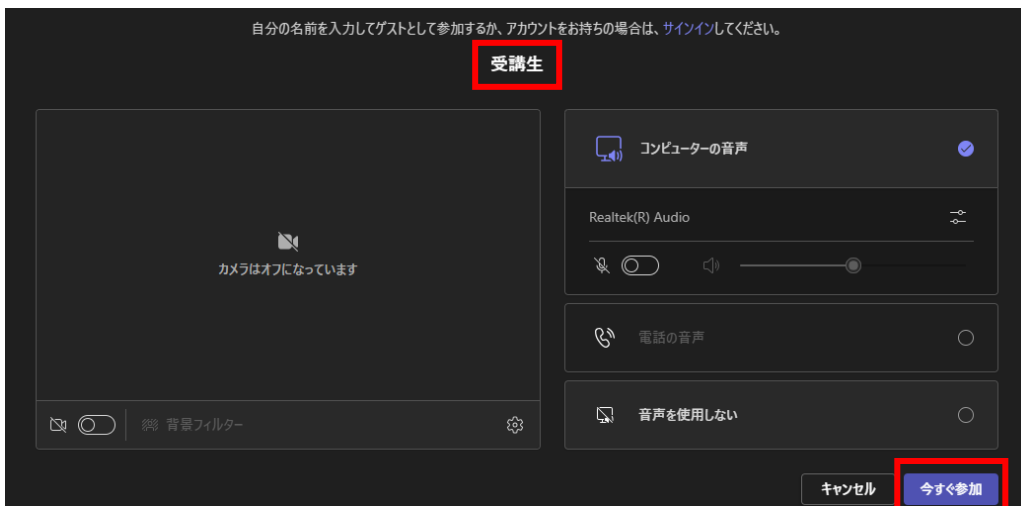 自分の名前を入力してゲストとして参加するか、アカウントをお持ちの場合は、サインインしてください。
受講生
カメラはオフになっています
背景フィルター
コンピューターの音声
Realtek(R) Audio
電話の音声
音声を使用しない
キャンセル
今すぐ参加